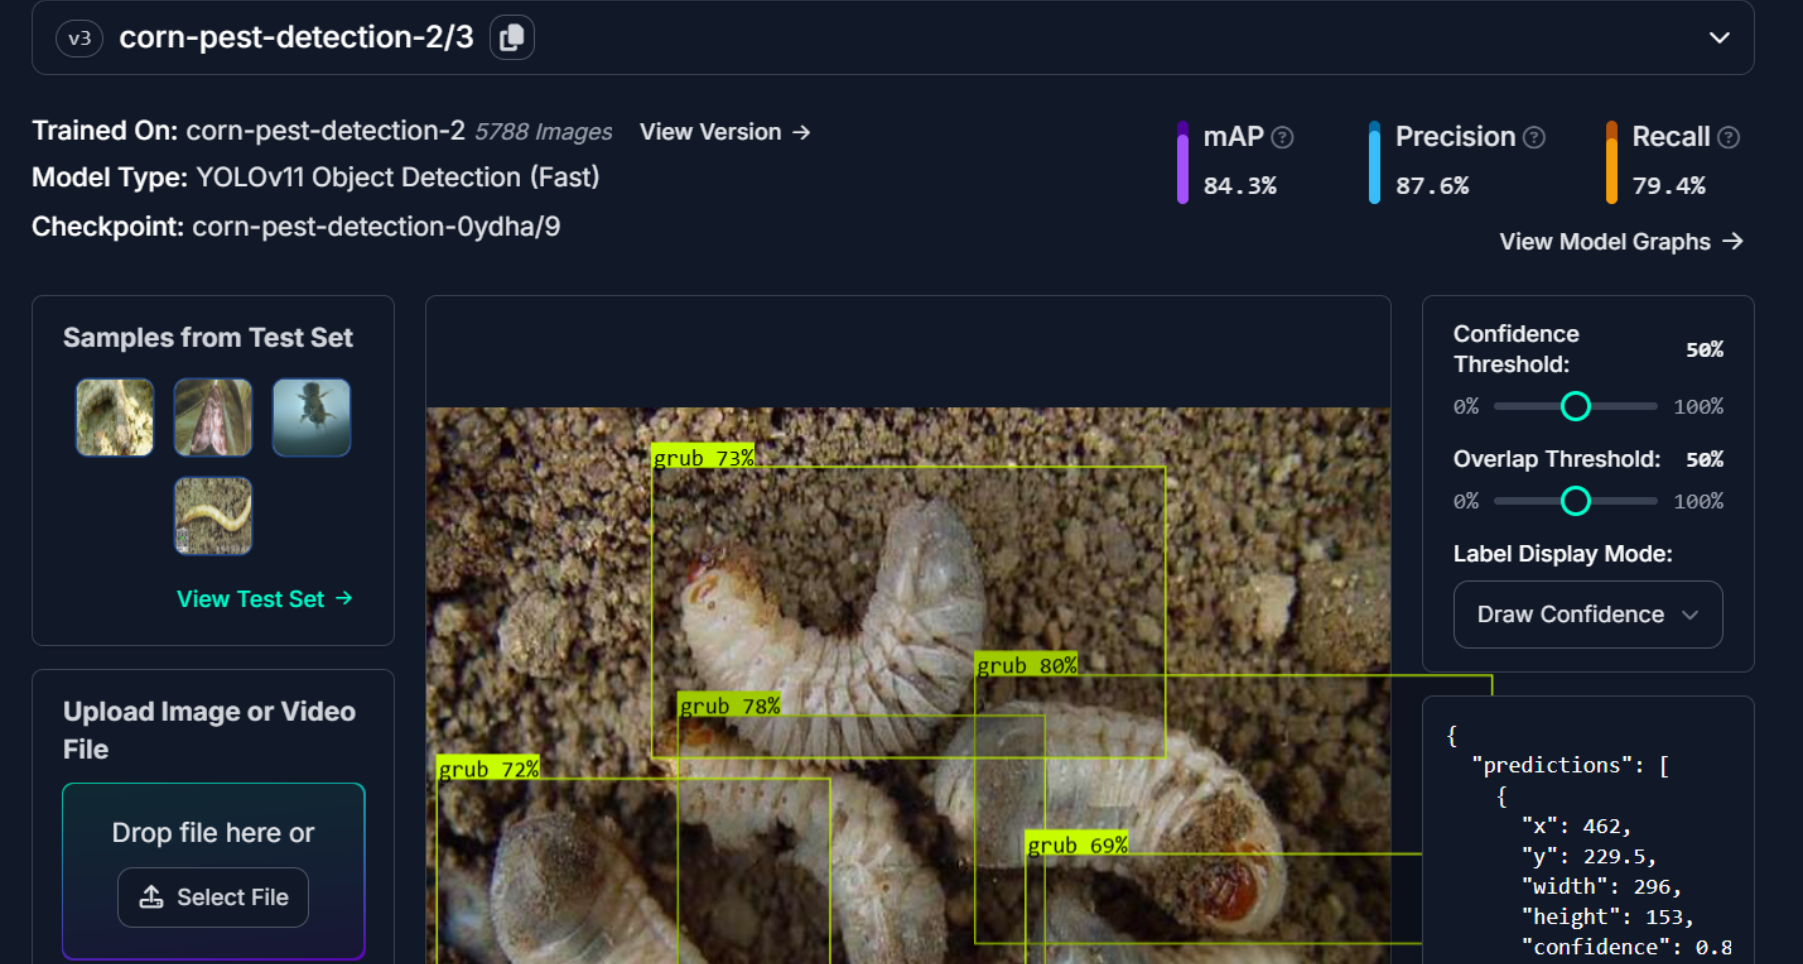 v3 corn-pest-detection-2/3
Trained On: corn-pest-detection-2 5788 Images View Version →
Model Type: YOLOv11 Object Detection (Fast)
Checkpoint: corn-pest-detection-0ydha/9
mAP ? Precision ? Recall ?
84.3% 87.6% 79.4%
View Model Graphs →
Samples from Test Set
View Test Set →
Upload Image or Video
File
Drop file here or
Select File
grub 73%
grub 80%
grub 78%
grub 72%
grub 69%
Confidence
Threshold: 50%
0% 100%
Overlap Threshold: 50%
0% 100%
Label Display Mode:
Draw Confidence
{
"predictions": [
{
"x": 462,
"y": 229.5,
"width": 296,
"height": 153,
"confidence": 0.8